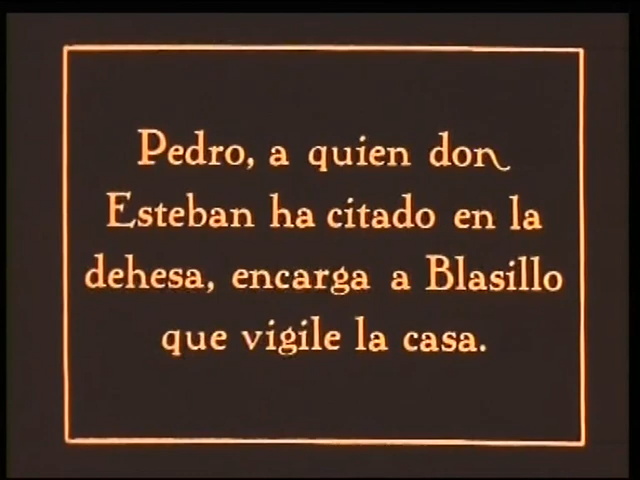 Pedro, a quien don
Esteban ha citado en la
dehesa, encarga a Blasillo
que vigile la casa.